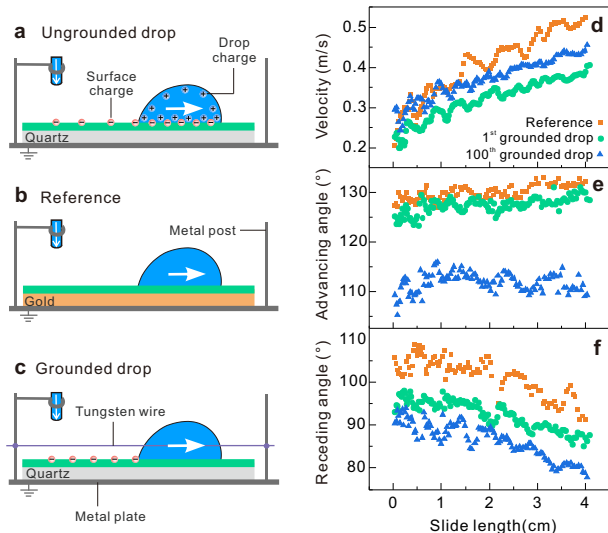 a Ungrounded drop
Drop
charge
Surface
charge
Quartz
b Reference
Metal post
Gold
c Grounded drop
Tungsten wire
Quartz
Metal plate
d
Velocity(m/s)
0.5
0.4
0.3
0.2
Reference
1st grounded drop
100th grounded drop
e
Advancing angle (°)
130
125
115
110
f
Receding angle (°)
110
100
90
80
0
1
2
3
4
Slide length(cm)